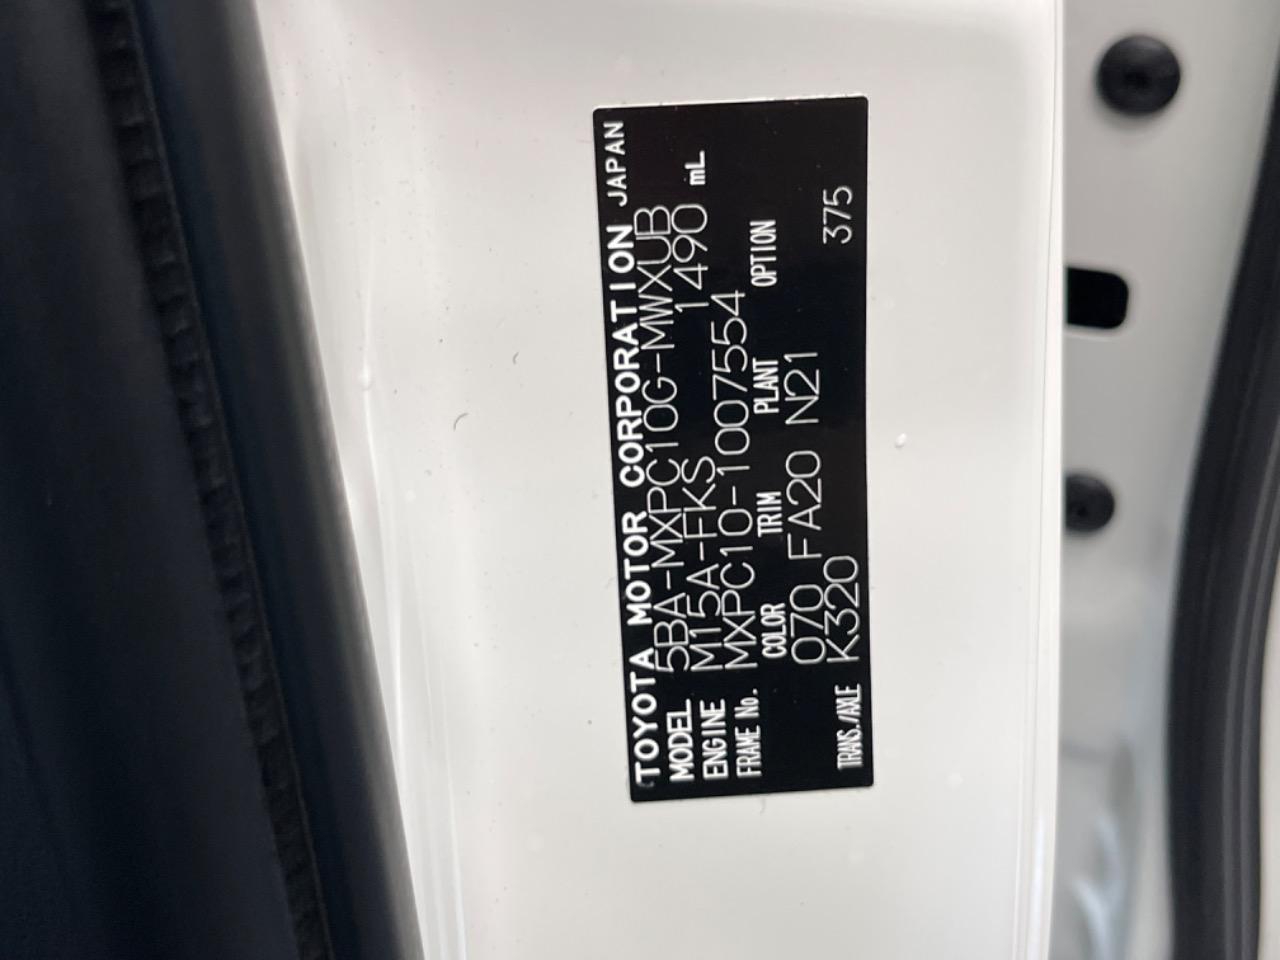 TOYOTA MOTOR CORPORATION JAPAN
MODEL 5BA-MXPC10G-MWXUB
ENGINE M15A-FKS 1490 mL
FRAME No. MXPC10-1007554
COLOR TRIM PLANT OPTION
070 FA20 N21
TRANS./AXLE K320 375